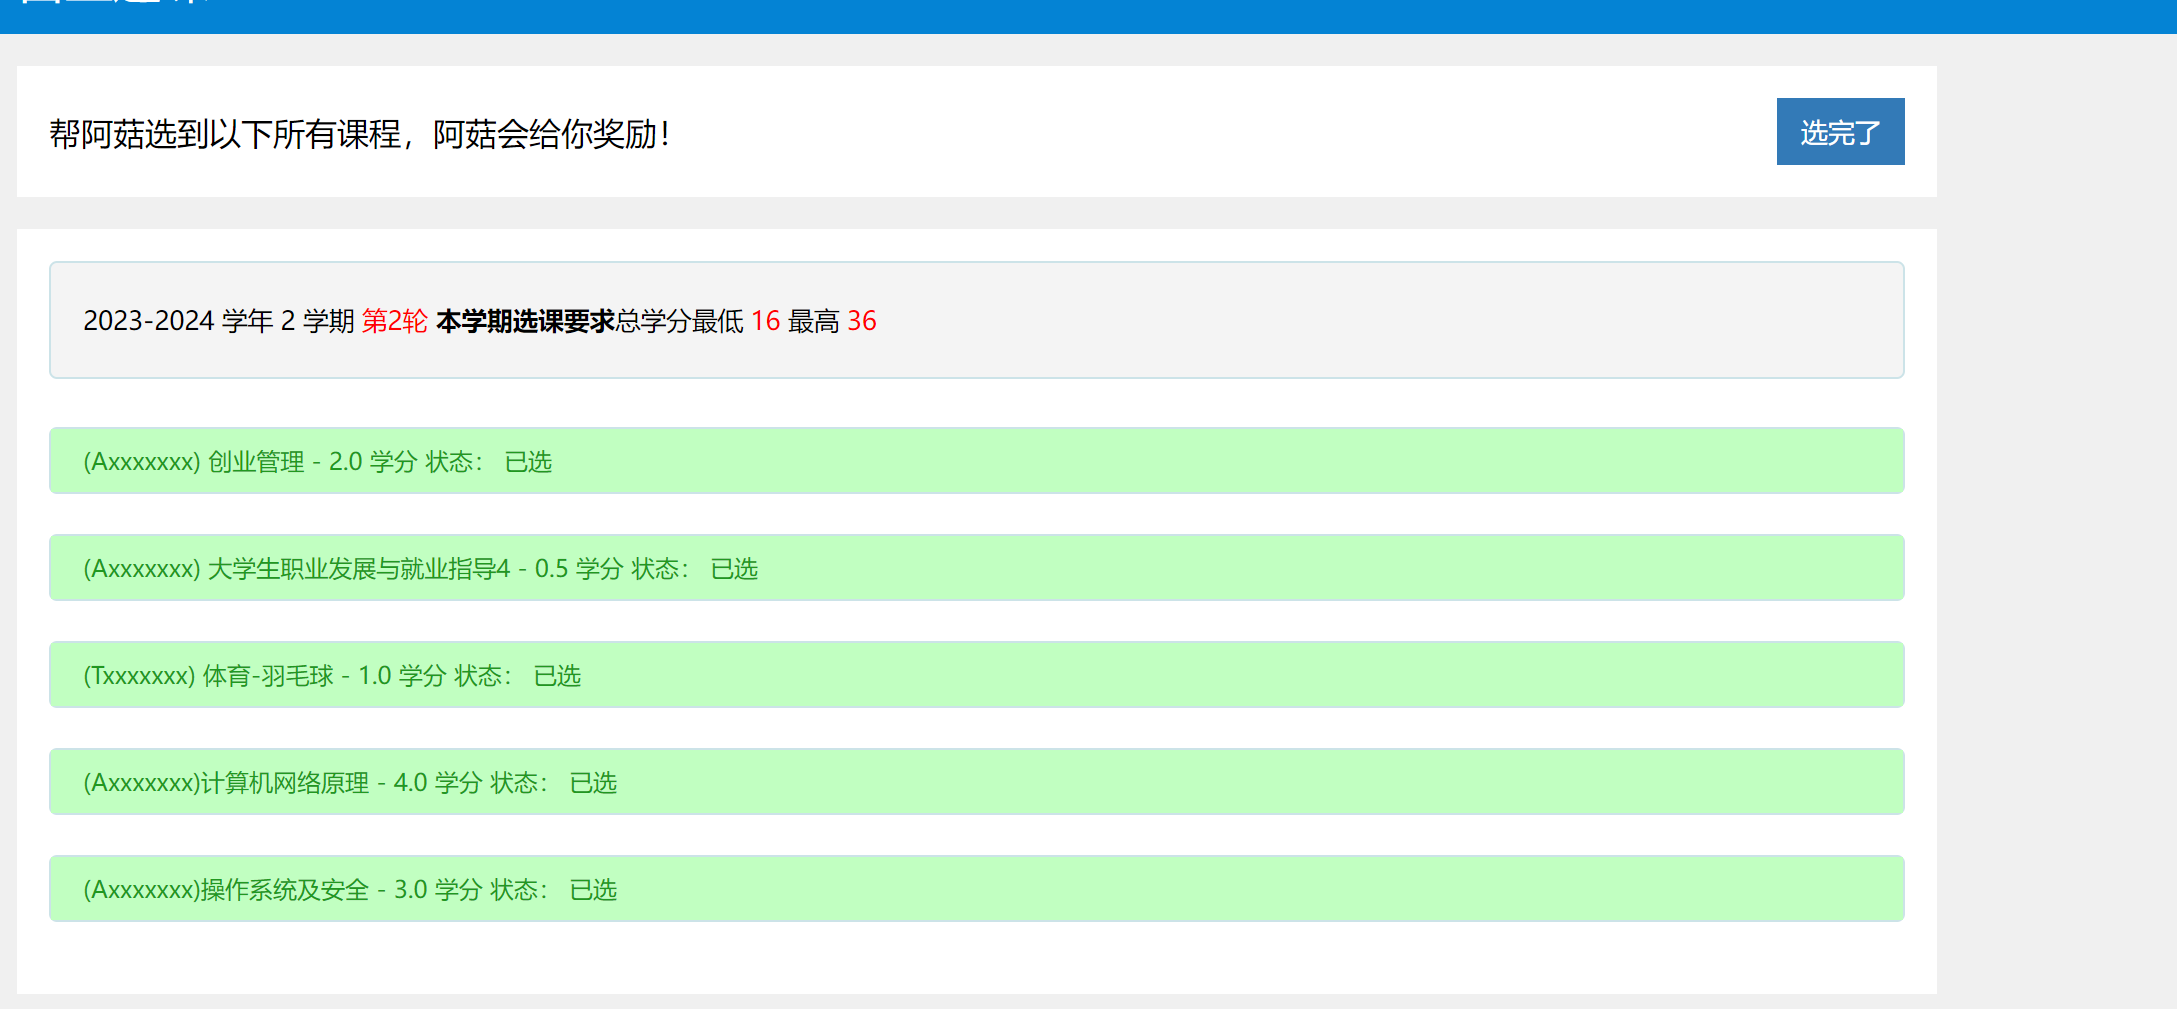 帮阿菇选到以下所有课程，阿菇会给你奖励！
选完了
2023-2024 学年 2 学期 第2轮 本学期选课要求总学分最低 16 最高 36
(Axxxxxxx) 创业管理 - 2.0 学分 状态： 已选
(Axxxxxxx) 大学生职业发展与就业指导4 - 0.5 学分 状态： 已选
(Txxxxxxx) 体育-羽毛球 - 1.0 学分 状态： 已选
(Axxxxxxx)计算机网络原理 - 4.0 学分 状态： 已选
(Axxxxxxx)操作系统及安全 - 3.0 学分 状态： 已选